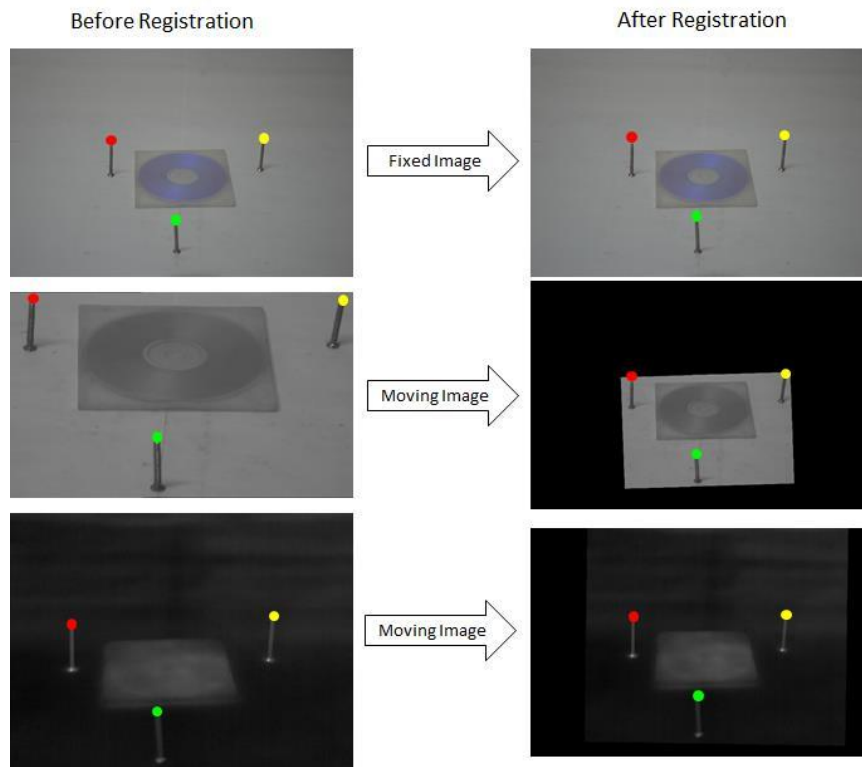 Before Registration
After Registration
Fixed Image
Moving Image
Moving Image